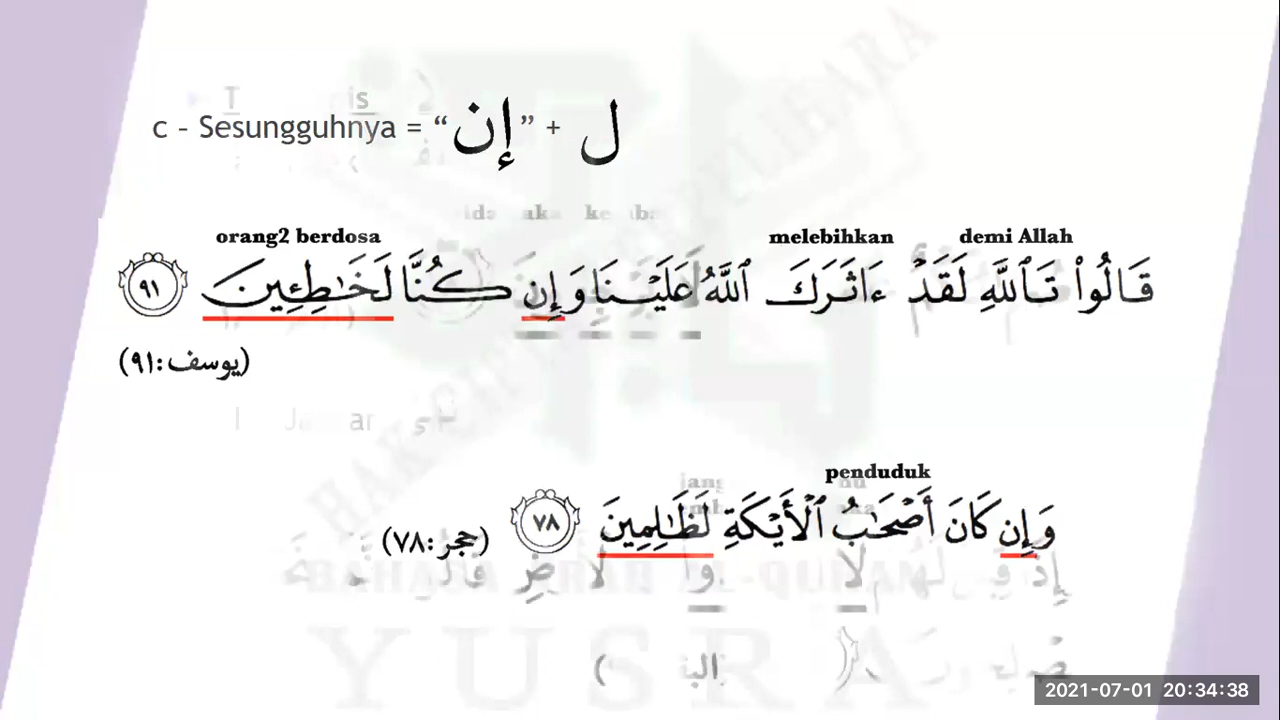 c - Sesungguhnya = “إن” + ل
orang2 berdosa melebihkan demi Allah
قَالُوا۟ تَٱللَّهِ لَقَدْ ءَاثَرَكَ ٱللَّهُ عَلَيْنَا وَإِن كُنَّا لَخَـٰطِـِٔينَ ٩١
(يوسف:٩١)
penduduk
وَإِن كَانَ أَصْحَـٰبُ ٱلْأَيْكَةِ لَظَـٰلِمِينَ ٧٨ (حجر:٧٨)
YUSRA
2021-07-01 20:34:38